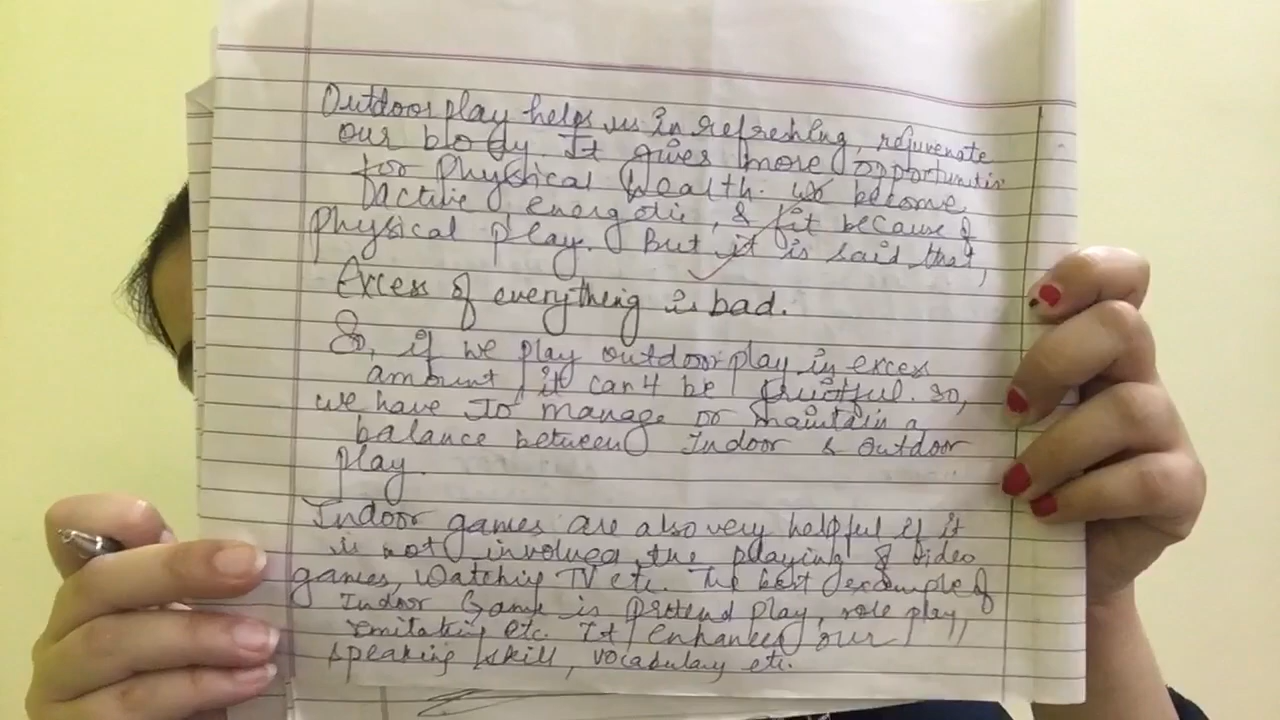 Outdoor play helps us in refreshing, rejuvenate
our body. It gives more opportunities
for Physical health. We become
active, energetic, & fit because of
Physical play. But it is said that,
Excess of everything is bad.
So, if we play outdoor play in excess
amount, it can't be fruitful. So,
we have to manage or maintain a
balance between Indoor & Outdoor
play.
Indoor games are also very helpful if it
is not involved the playing of video
games, Watching TV etc. The best example of
Indoor Game is Pretend play, role play,
imitating etc. It enhances our
speaking skill, vocabulary etc.